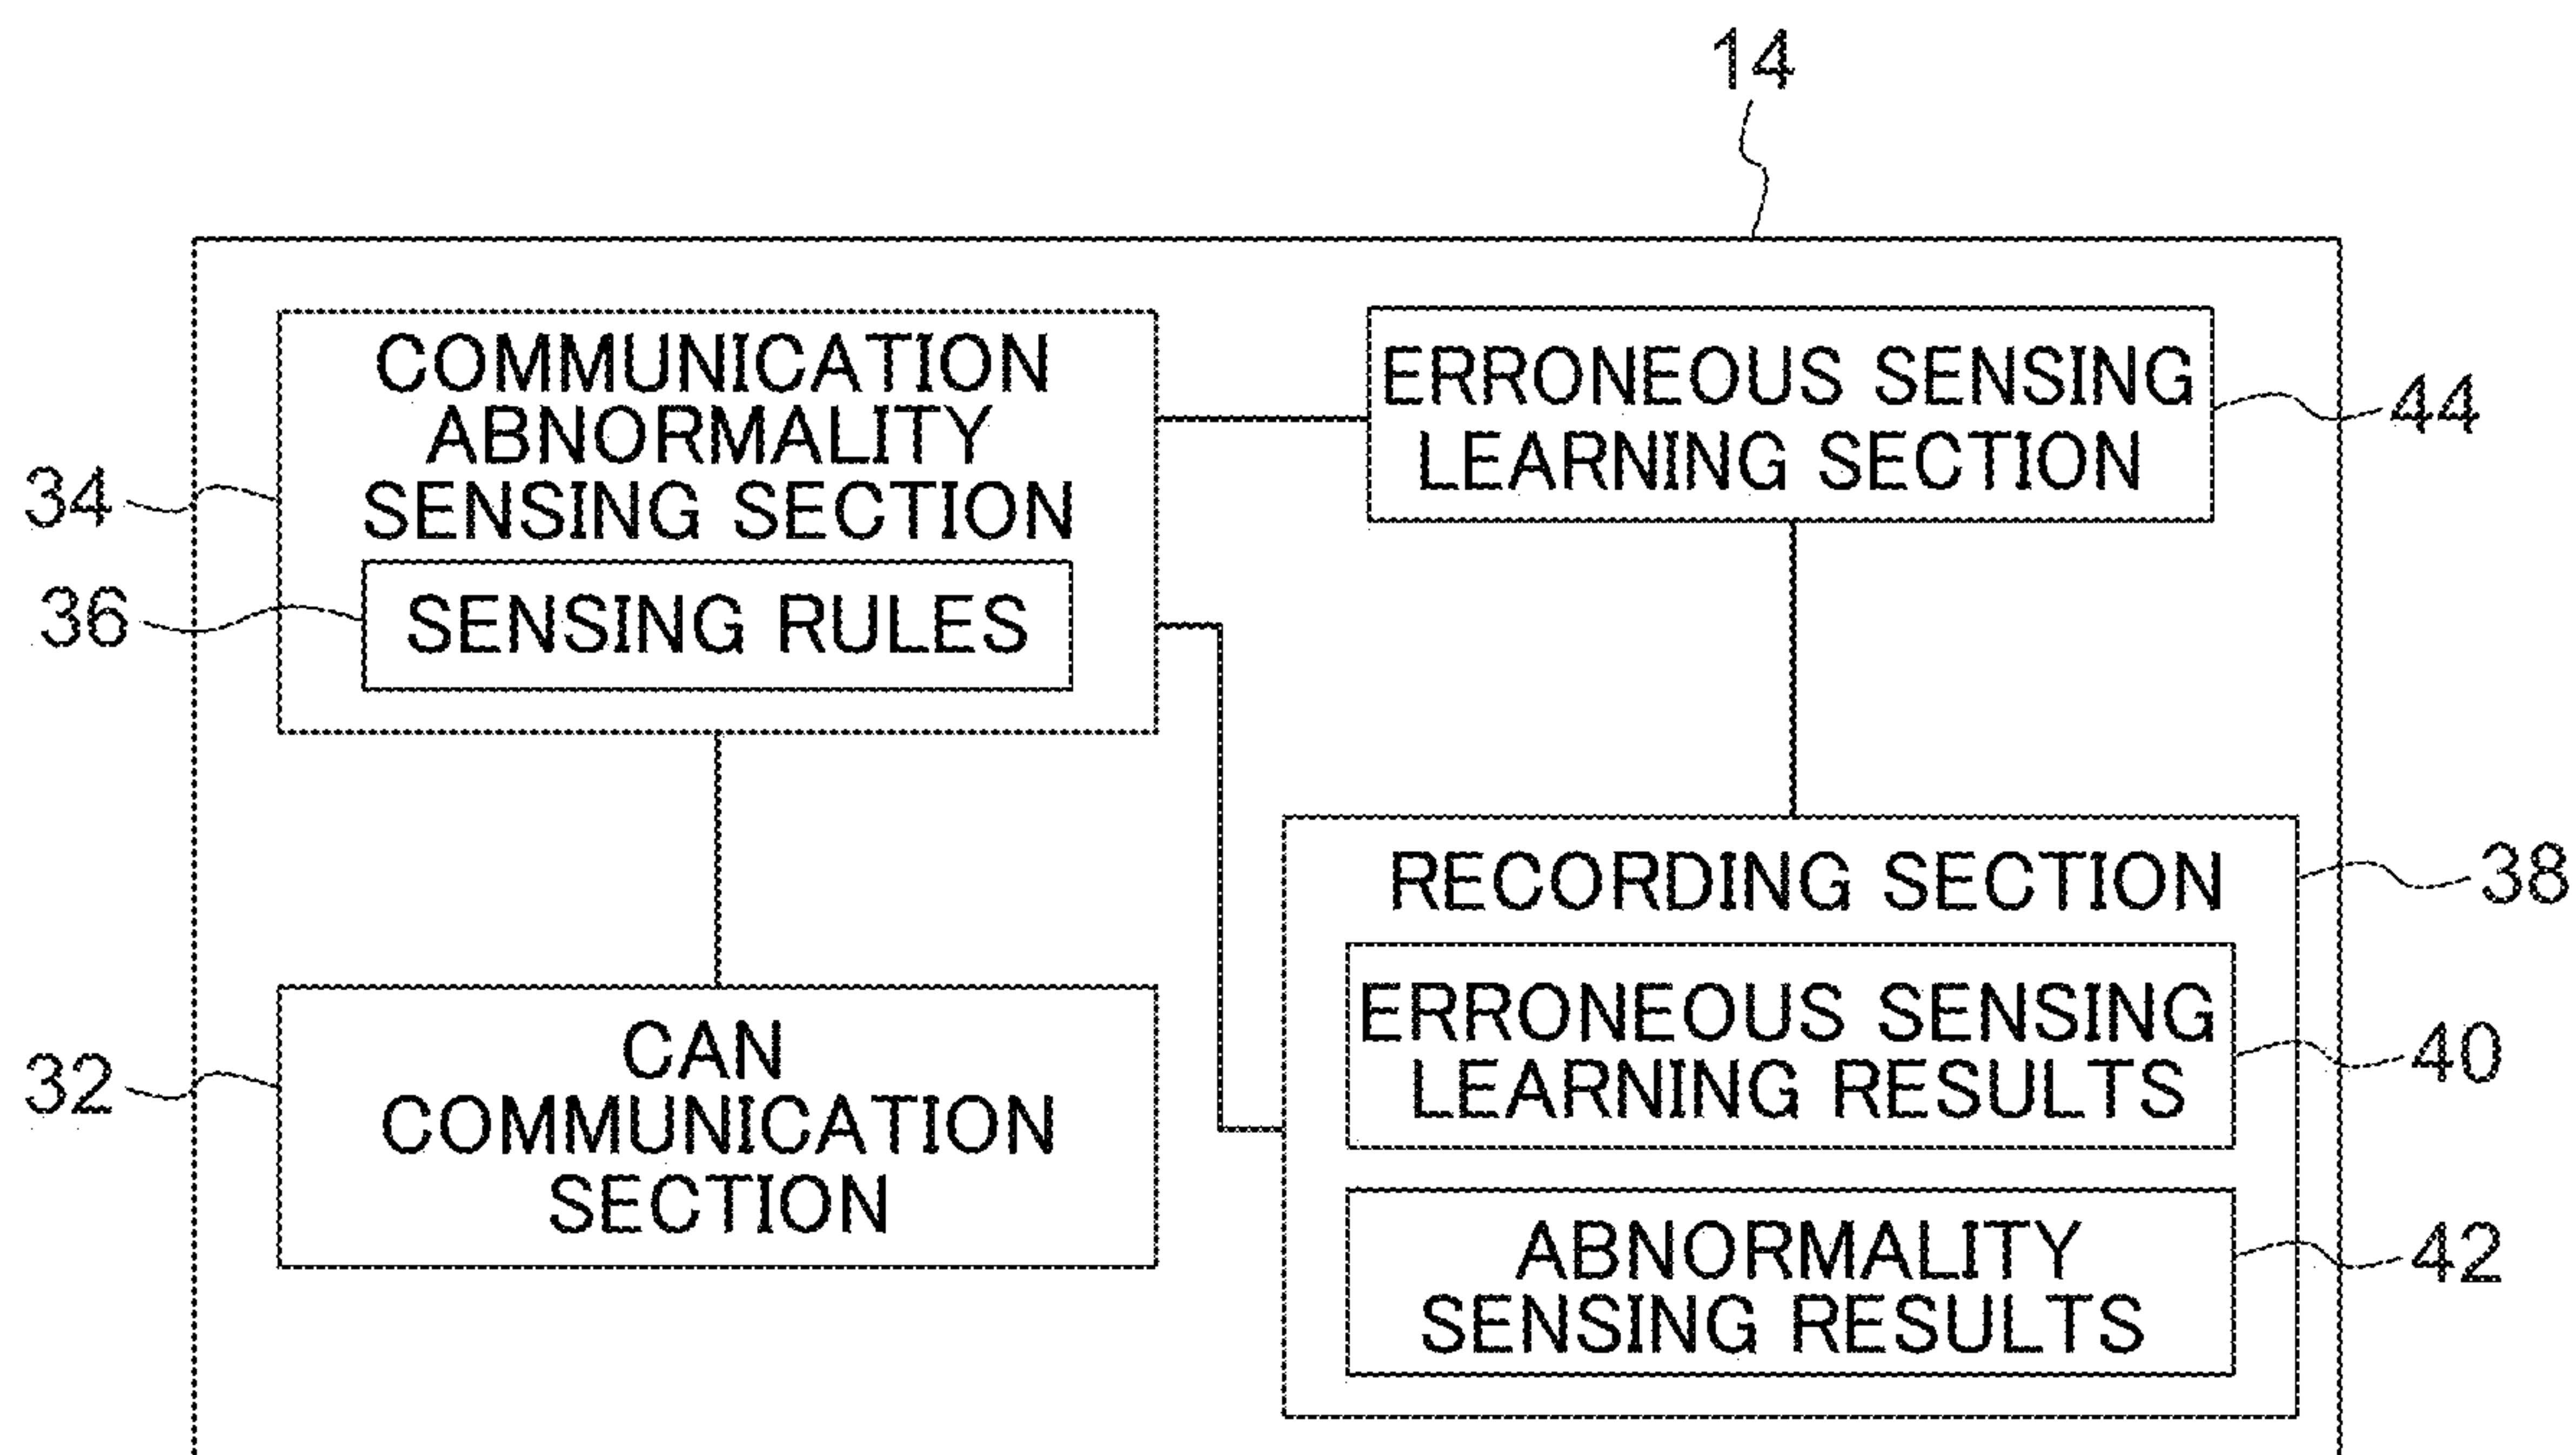 14
COMMUNICATION
ABNORMALITY
SENSING SECTION
34
SENSING RULES
36
ERRONEOUS SENSING
LEARNING SECTION
44
CAN
COMMUNICATION
SECTION
32
RECORDING SECTION
38
ERRONEOUS SENSING
LEARNING RESULTS
40
ABNORMALITY
SENSING RESULTS
42